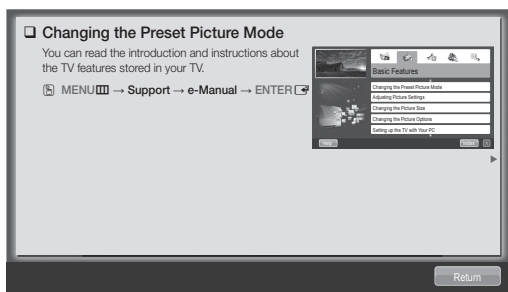 ❑ Changing the Preset Picture Mode
You can read the introduction and instructions about
the TV features stored in your TV.
MENU → Support → e-Manual → ENTER
Basic Features
Changing the Preset Picture Mode
Adjusting Picture Settings
Changing the Picture Size
Changing the Picture Options
Setting up the TV with Your PC
Help
Index X
Return